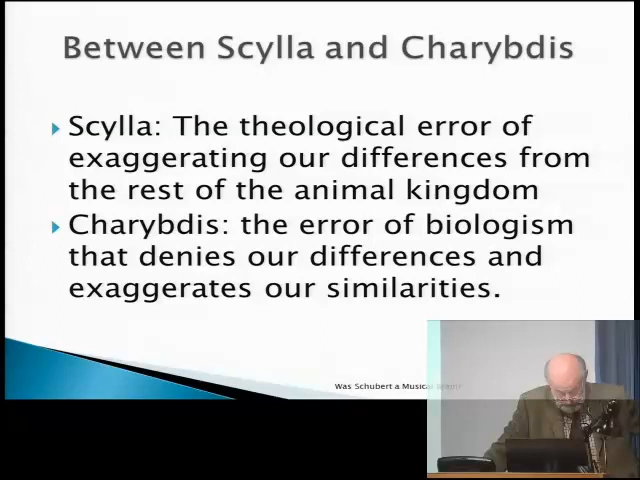 Between Scylla and Charybdis
Scylla: The theological error of
exaggerating our differences from
the rest of the animal kingdom
Charybdis: the error of biologism
that denies our differences and
exaggerates our similarities.
Was Schubert a Musical Brain?